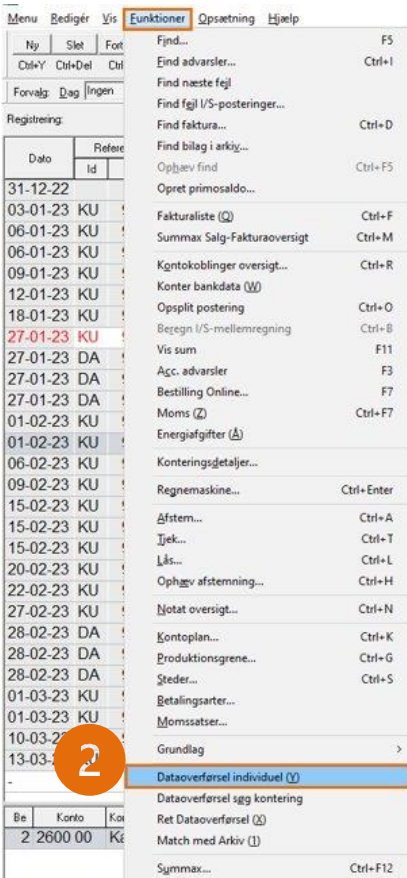 Menu Redigér Vis Funktioner Opsætning Hjælp
Ny Slet Fort
Ctrl+Y Ctrl+Del Ctrl
Forvalg: Dag Ingen
Registrering:
Dato Refere
Id
31-12-22
03-01-23 KU
06-01-23 KU
06-01-23 KU
09-01-23 KU
12-01-23 KU
18-01-23 KU
27-01-23 KU
27-01-23 DA
27-01-23 DA
27-01-23 DA
01-02-23 KU
01-02-23 KU
06-02-23 KU
09-02-23 KU
15-02-23 KU
15-02-23 KU
15-02-23 KU
20-02-23 KU
22-02-23 KU
27-02-23 KU
28-02-23 DA
28-02-23 DA
28-02-23 DA
01-03-23 KU
01-03-23 KU
10-03-2
13-03-2
-
Be Konto Kor
2 2600 00 Ka
Find... F5
Find advarsler... Ctrl+I
Find næste fejl
Find fejl I/S-posteringer...
Find faktura... Ctrl+D
Find bilag i arkiv...
Ophæv find Ctrl+F5
Opret primosaldo...
Fakturaliste (Q) Ctrl+F
Summax Salg-Fakturaoversigt Ctrl+M
Kontokoblinger oversigt... Ctrl+R
Konter bankdata (W)
Opsplit postering Ctrl+O
Beregn I/S-mellemregning Ctrl+B
Vis sum F11
Acc. advarsler F3
Bestilling Online... F7
Moms (Z) Ctrl+F7
Energiafgifter (Å)
Konteringsdetaljer...
Regnemaskine... Ctrl+Enter
Afstem... Ctrl+A
Tjek... Ctrl+T
Lås... Ctrl+L
Ophæv afstemning... Ctrl+H
Notat oversigt... Ctrl+N
Kontoplan... Ctrl+K
Produktionsgrene... Ctrl+G
Steder... Ctrl+S
Betalingsarter...
Momssatser...
Grundlag >
2
Dataoverførsel individuel (Y)
Dataoverførsel søg kontering
Ret Dataoverførsel (X)
Match med Arkiv (1)
Summax... Ctrl+F12